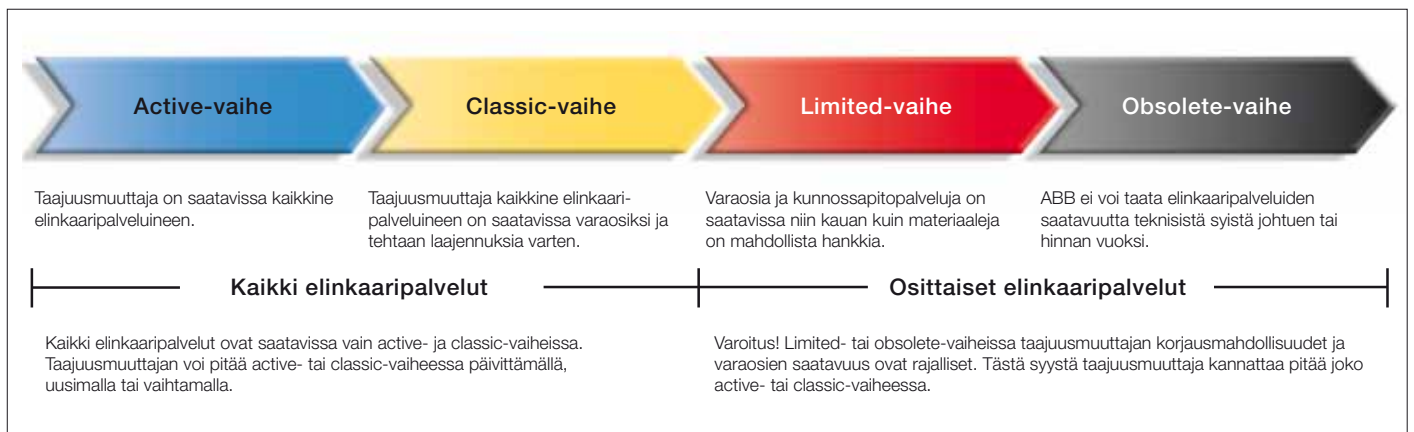 Active-vaihe
Classic-vaihe
Limited-vaihe
Obsolete-vaihe
Taajuusmuuttaja on saatavissa kaikkine
elinkaaripalveluineen.
Taajuusmuuttaja kaikkine elinkaari-
palveluineen on saatavissa varaosiksi ja
tehtaan laajennuksia varten.
Varaosia ja kunnossapitopalveluja on
saatavissa niin kauan kuin materiaaleja
on mahdollista hankkia.
ABB ei voi taata elinkaaripalveluiden
saatavuutta teknisistä syistä johtuen tai
hinnan vuoksi.
Kaikki elinkaaripalvelut
Osittaiset elinkaaripalvelut
Kaikki elinkaaripalvelut ovat saatavissa vain active- ja classic-vaiheissa.
Taajuusmuuttajan voi pitää active- tai classic-vaiheessa päivittämällä,
uusimalla tai vaihtamalla.
Varoitus! Limited- tai obsolete-vaiheissa taajuusmuuttajan korjausmahdollisuudet ja
varaosien saatavuus ovat rajalliset. Tästä syystä taajuusmuuttaja kannattaa pitää joko
active- tai classic-vaiheessa.